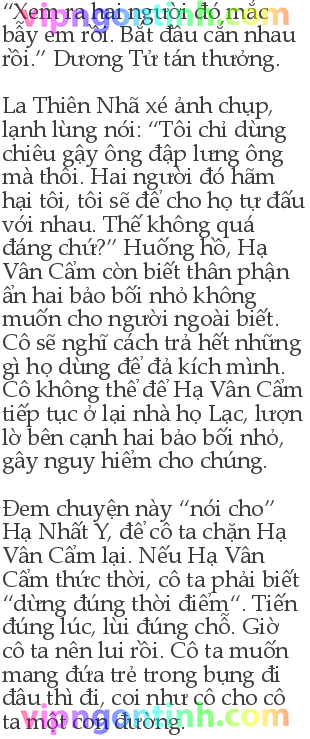 vipngontinh.com
“Xem ra hai người đó mắc
bẫy em rồi. Bắt đầu cắn nhau
rồi.” Dương Tử tán thưởng.
La Thiên Nhã xé ảnh chụp,
lạnh lùng nói: “Tôi chỉ dùng
chiêu gậy ông đập lưng ông
mà thôi. Hai người đó hãm
hại tôi, tôi sẽ để cho họ tự đấu
với nhau. Thế không quá
đáng chứ?” Huống hồ, Hạ
Vân Cẩm còn biết thân phận
ẩn hai bảo bối nhỏ không
muốn cho người ngoài biết.
Cô sẽ nghĩ cách trả hết những
gì họ dùng để đả kích mình.
Cô không thể để Hạ Vân Cẩm
tiếp tục ở lại nhà họ Lạc, lượn
lờ bên cạnh hai bảo bối nhỏ,
gây nguy hiểm cho chúng.
Đem chuyện này “nói cho”
Hạ Nhất Y, để cô ta chặn Hạ
Vân Cẩm lại. Nếu Hạ Vân
Cẩm thức thời, cô ta phải biết
“dừng đúng thời điểm“. Tiến
đúng lúc, lùi đúng chỗ. Giờ
cô ta nên lui rồi. Cô ta muốn
mang đứa trẻ trong bụng đi
đâu thì đi, coi như cô cho cô
ta một con đường.
vipngontinh.com